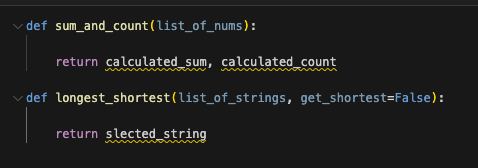 def sum_and_count(list_of_nums):
return calculated_sum, calculated_count
def longest_shortest(list_of_strings, get_shortest=False):
return slected_string